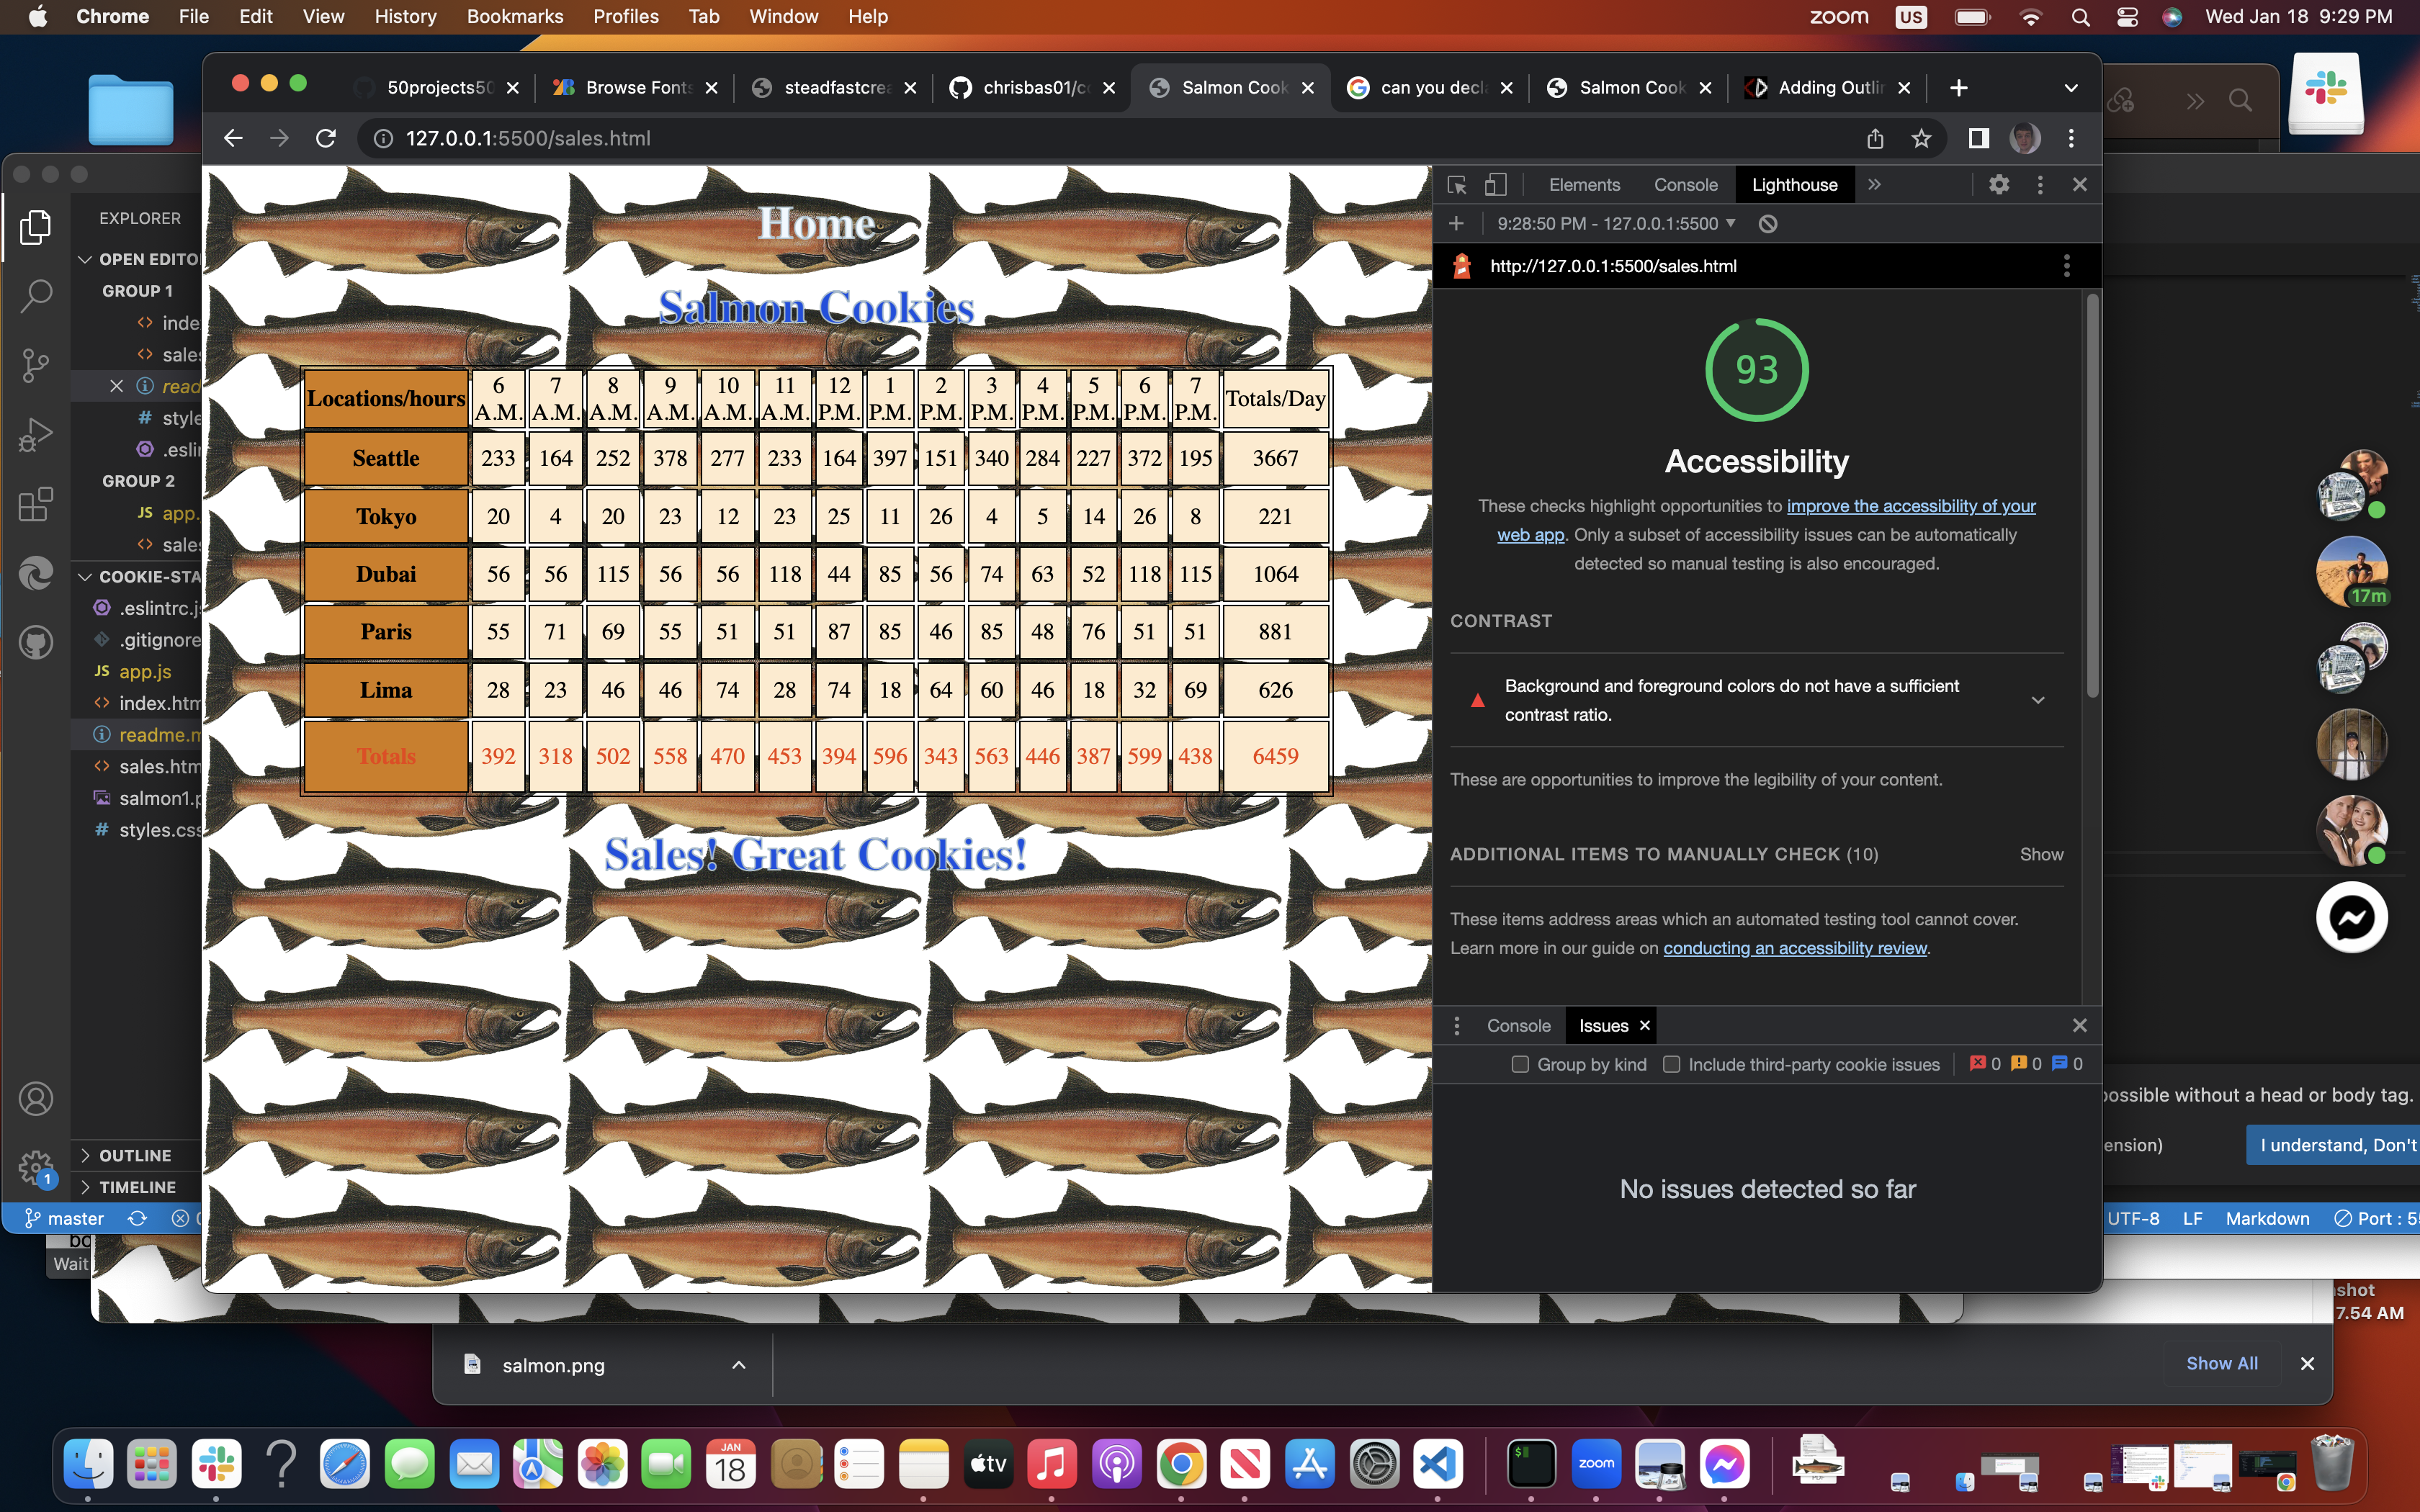 Chrome File Edit View History Bookmarks Profiles Tab Window Help
zoom US Wed Jan 18 9:29 PM
50projects50 Browse Fonts steadfastcrea chrisbas01/co Salmon Cook can you decla Salmon Cook Adding Outlin
127.0.0.1:5500/sales.html
EXPLORER
OPEN EDITO
GROUP 1
inde
sales
read
style
.eslin
GROUP 2
JS app.
sales
COOKIE-STA
.eslintrc.js
.gitignore
JS app.js
index.htm
readme.m
sales.htm
salmon1.p
styles.css
OUTLINE
TIMELINE
1
master
Wait
Home
Salmon Cookies
Locations/hours 6 A.M. 7 A.M. 8 A.M. 9 A.M. 10 A.M. 11 A.M. 12 P.M. 1 P.M. 2 P.M. 3 P.M. 4 P.M. 5 P.M. 6 P.M. 7 P.M. Totals/Day
Seattle 233 164 252 378 277 233 164 397 151 340 284 227 372 195 3667
Tokyo 20 4 20 23 12 23 25 11 26 4 5 14 26 8 221
Dubai 56 56 115 56 56 118 44 85 56 74 63 52 118 115 1064
Paris 55 71 69 55 51 51 87 85 46 85 48 76 51 51 881
Lima 28 23 46 46 74 28 74 18 64 60 46 18 32 69 626
Totals 392 318 502 558 470 453 394 596 343 563 446 387 599 438 6459
Sales! Great Cookies!
Elements Console Lighthouse
9:28:50 PM - 127.0.0.1:5500
http://127.0.0.1:5500/sales.html
93
Accessibility
These checks highlight opportunities to improve the accessibility of your
web app. Only a subset of accessibility issues can be automatically
detected so manual testing is also encouraged.
CONTRAST
Background and foreground colors do not have a sufficient
contrast ratio.
These are opportunities to improve the legibility of your content.
ADDITIONAL ITEMS TO MANUALLY CHECK (10) Show
These items address areas which an automated testing tool cannot cover.
Learn more in our guide on conducting an accessibility review.
Console Issues
Group by kind Include third-party cookie issues 0 0 0
No issues detected so far
17m
possible without a head or body tag.
ension) I understand, Don't
UTF-8 LF Markdown Port : 55
shot
7.54 AM
salmon.png
Show All
JAN
18
tv
zoom
PDF